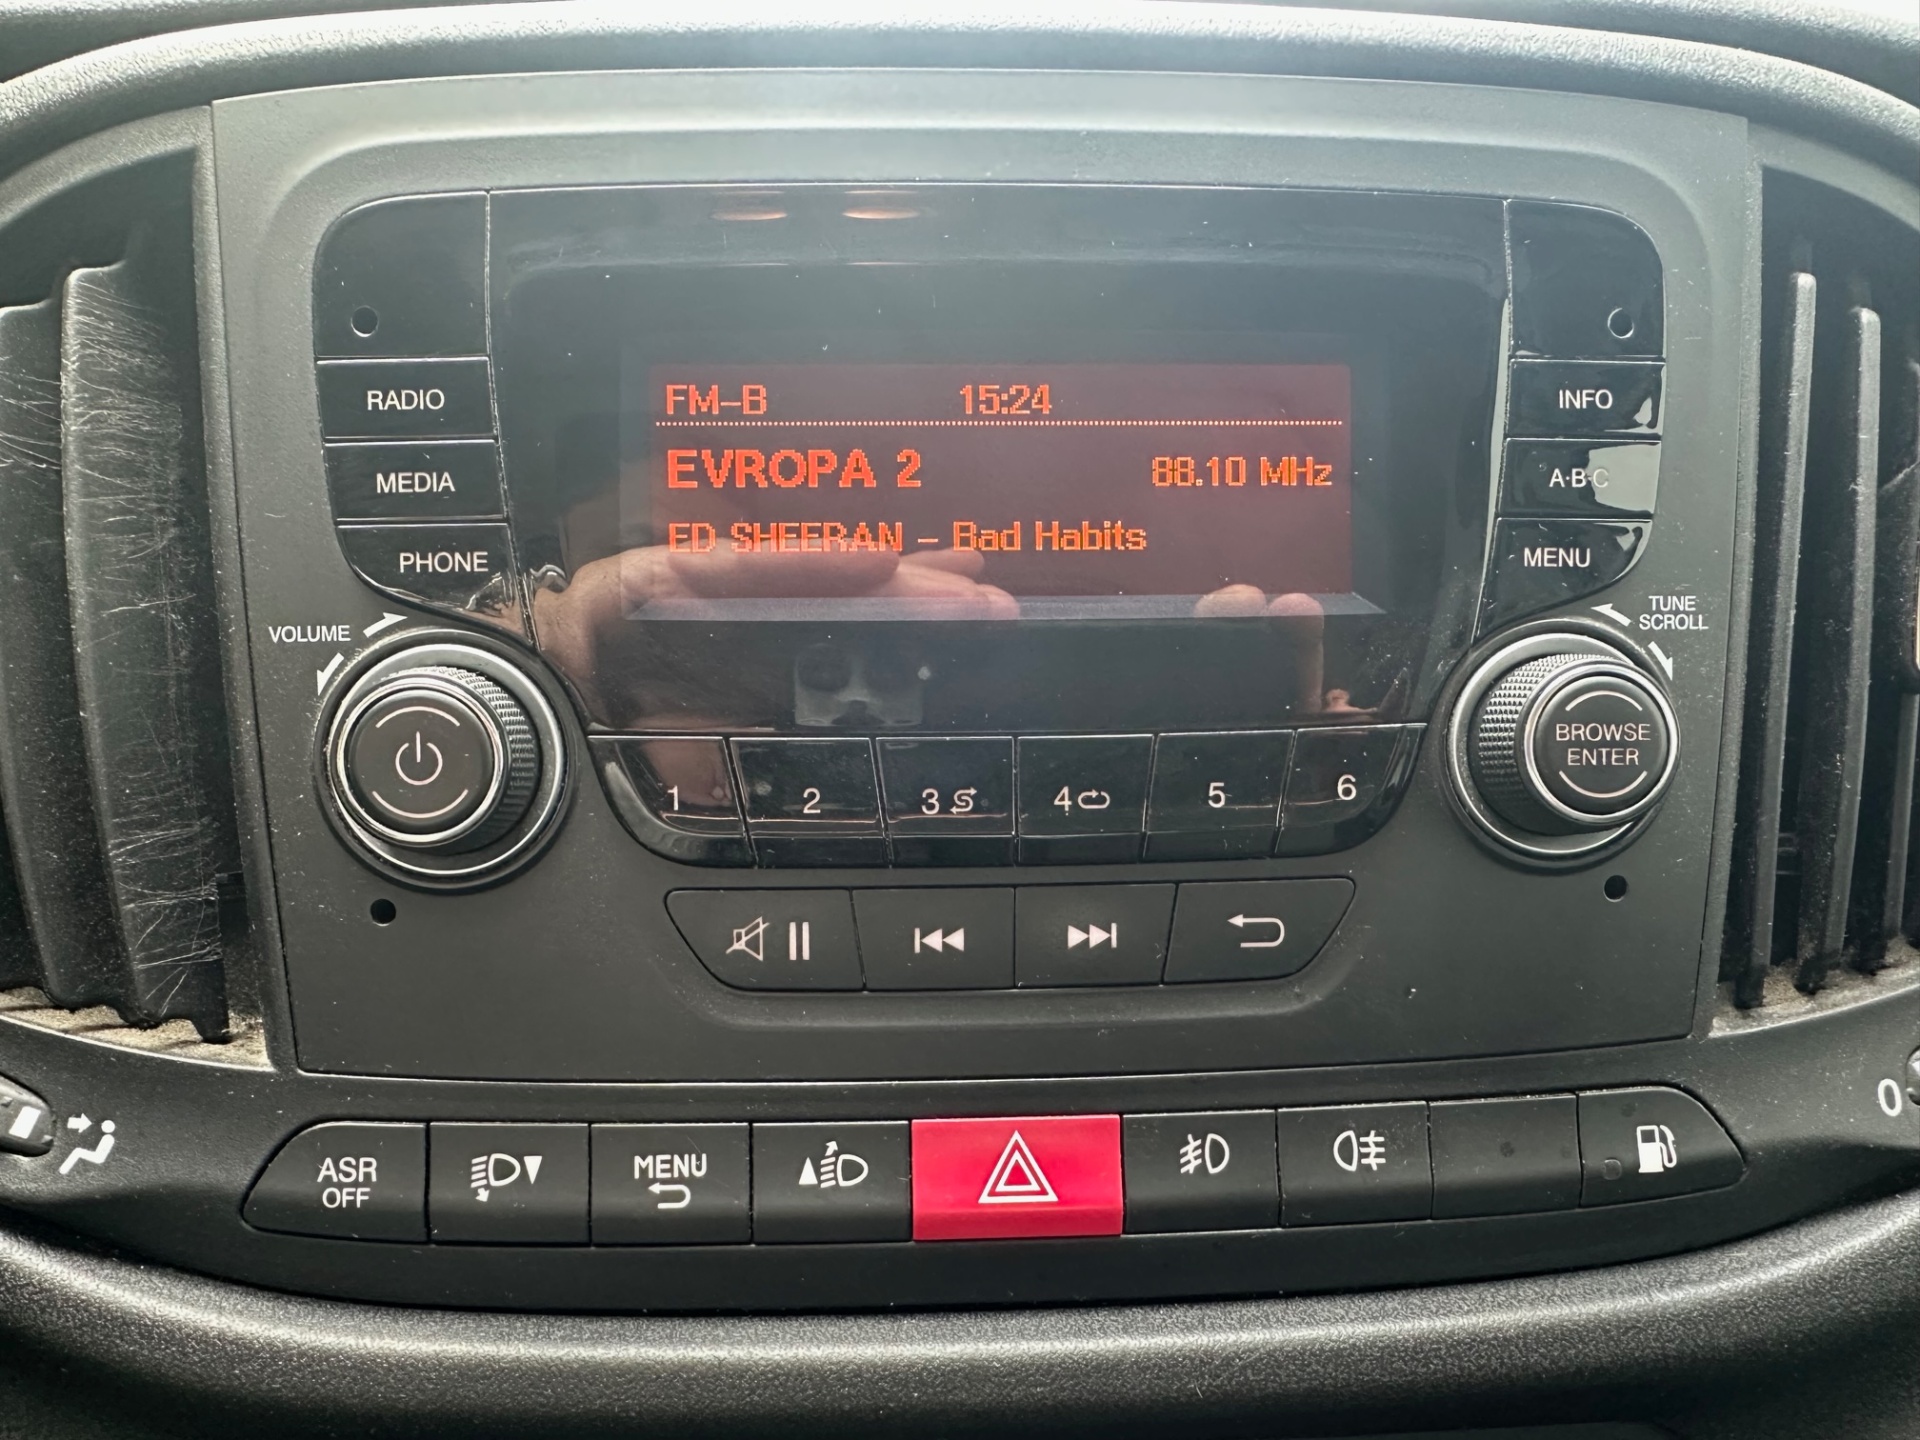 FM-B 15:24
EVROPA 2 88.10 MHz
ED SHEERAN - Bad Habits
RADIO
MEDIA
PHONE
INFO
A·B·C
MENU
VOLUME
TUNE
SCROLL
BROWSE
ENTER
1 2 3 4 5 6
ASR
OFF
MENU
0